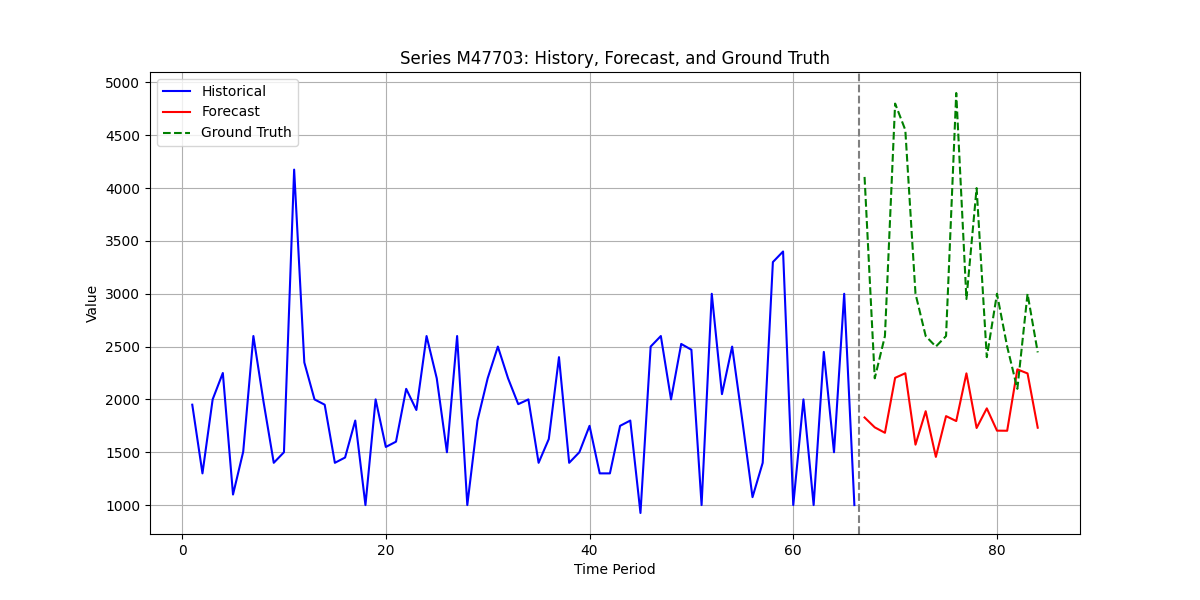 Series M47703: History, Forecast, and Ground Truth
Historical
Forecast
Ground Truth
5000
4500
4000
3500
3000
2500
2000
1500
1000
Value
0 20 40 60 80
Time Period